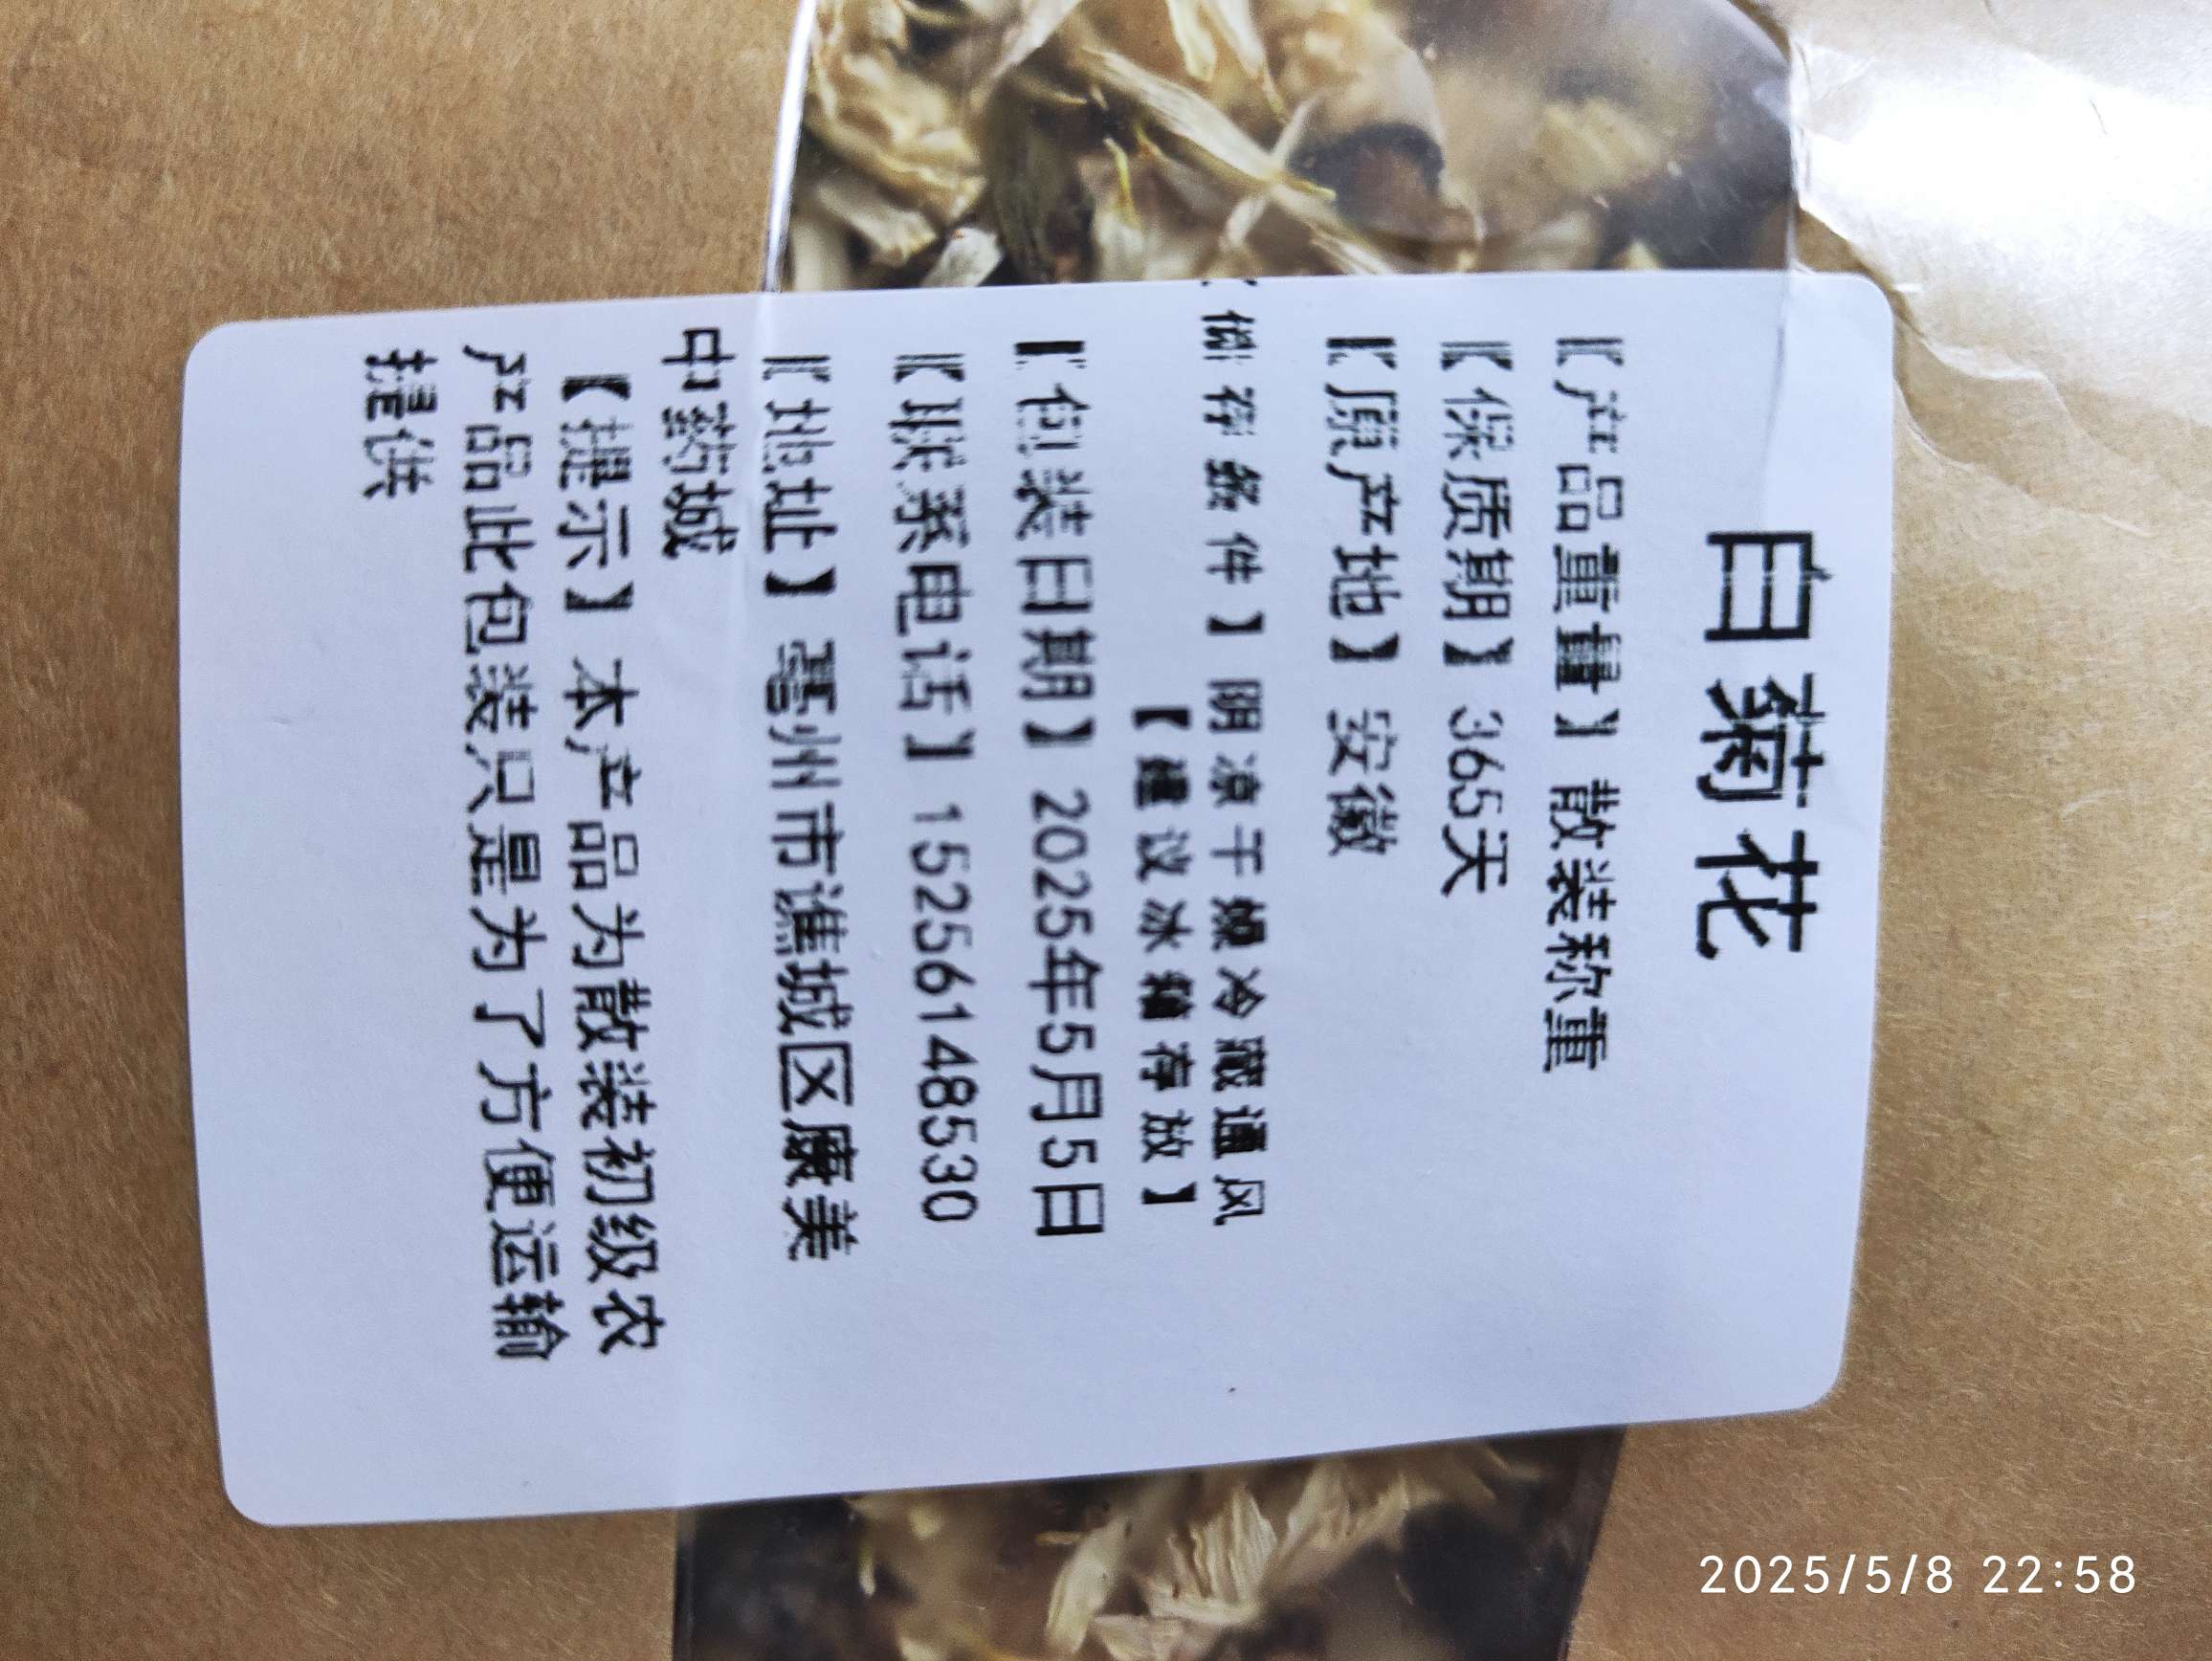 白菊花
【产品重量】散装称重
【保质期】365天
【原产地】安徽
【储存条件】阴凉干燥冷藏通风
【建议冰箱存放】
【包装日期】2025年5月5日
【联系电话】15256148530
【地址】亳州市谯城区康美
中药城
【提示】本产品为散装初级农
产品此包装只是为了方便运输
提供
2025/5/8 22:58